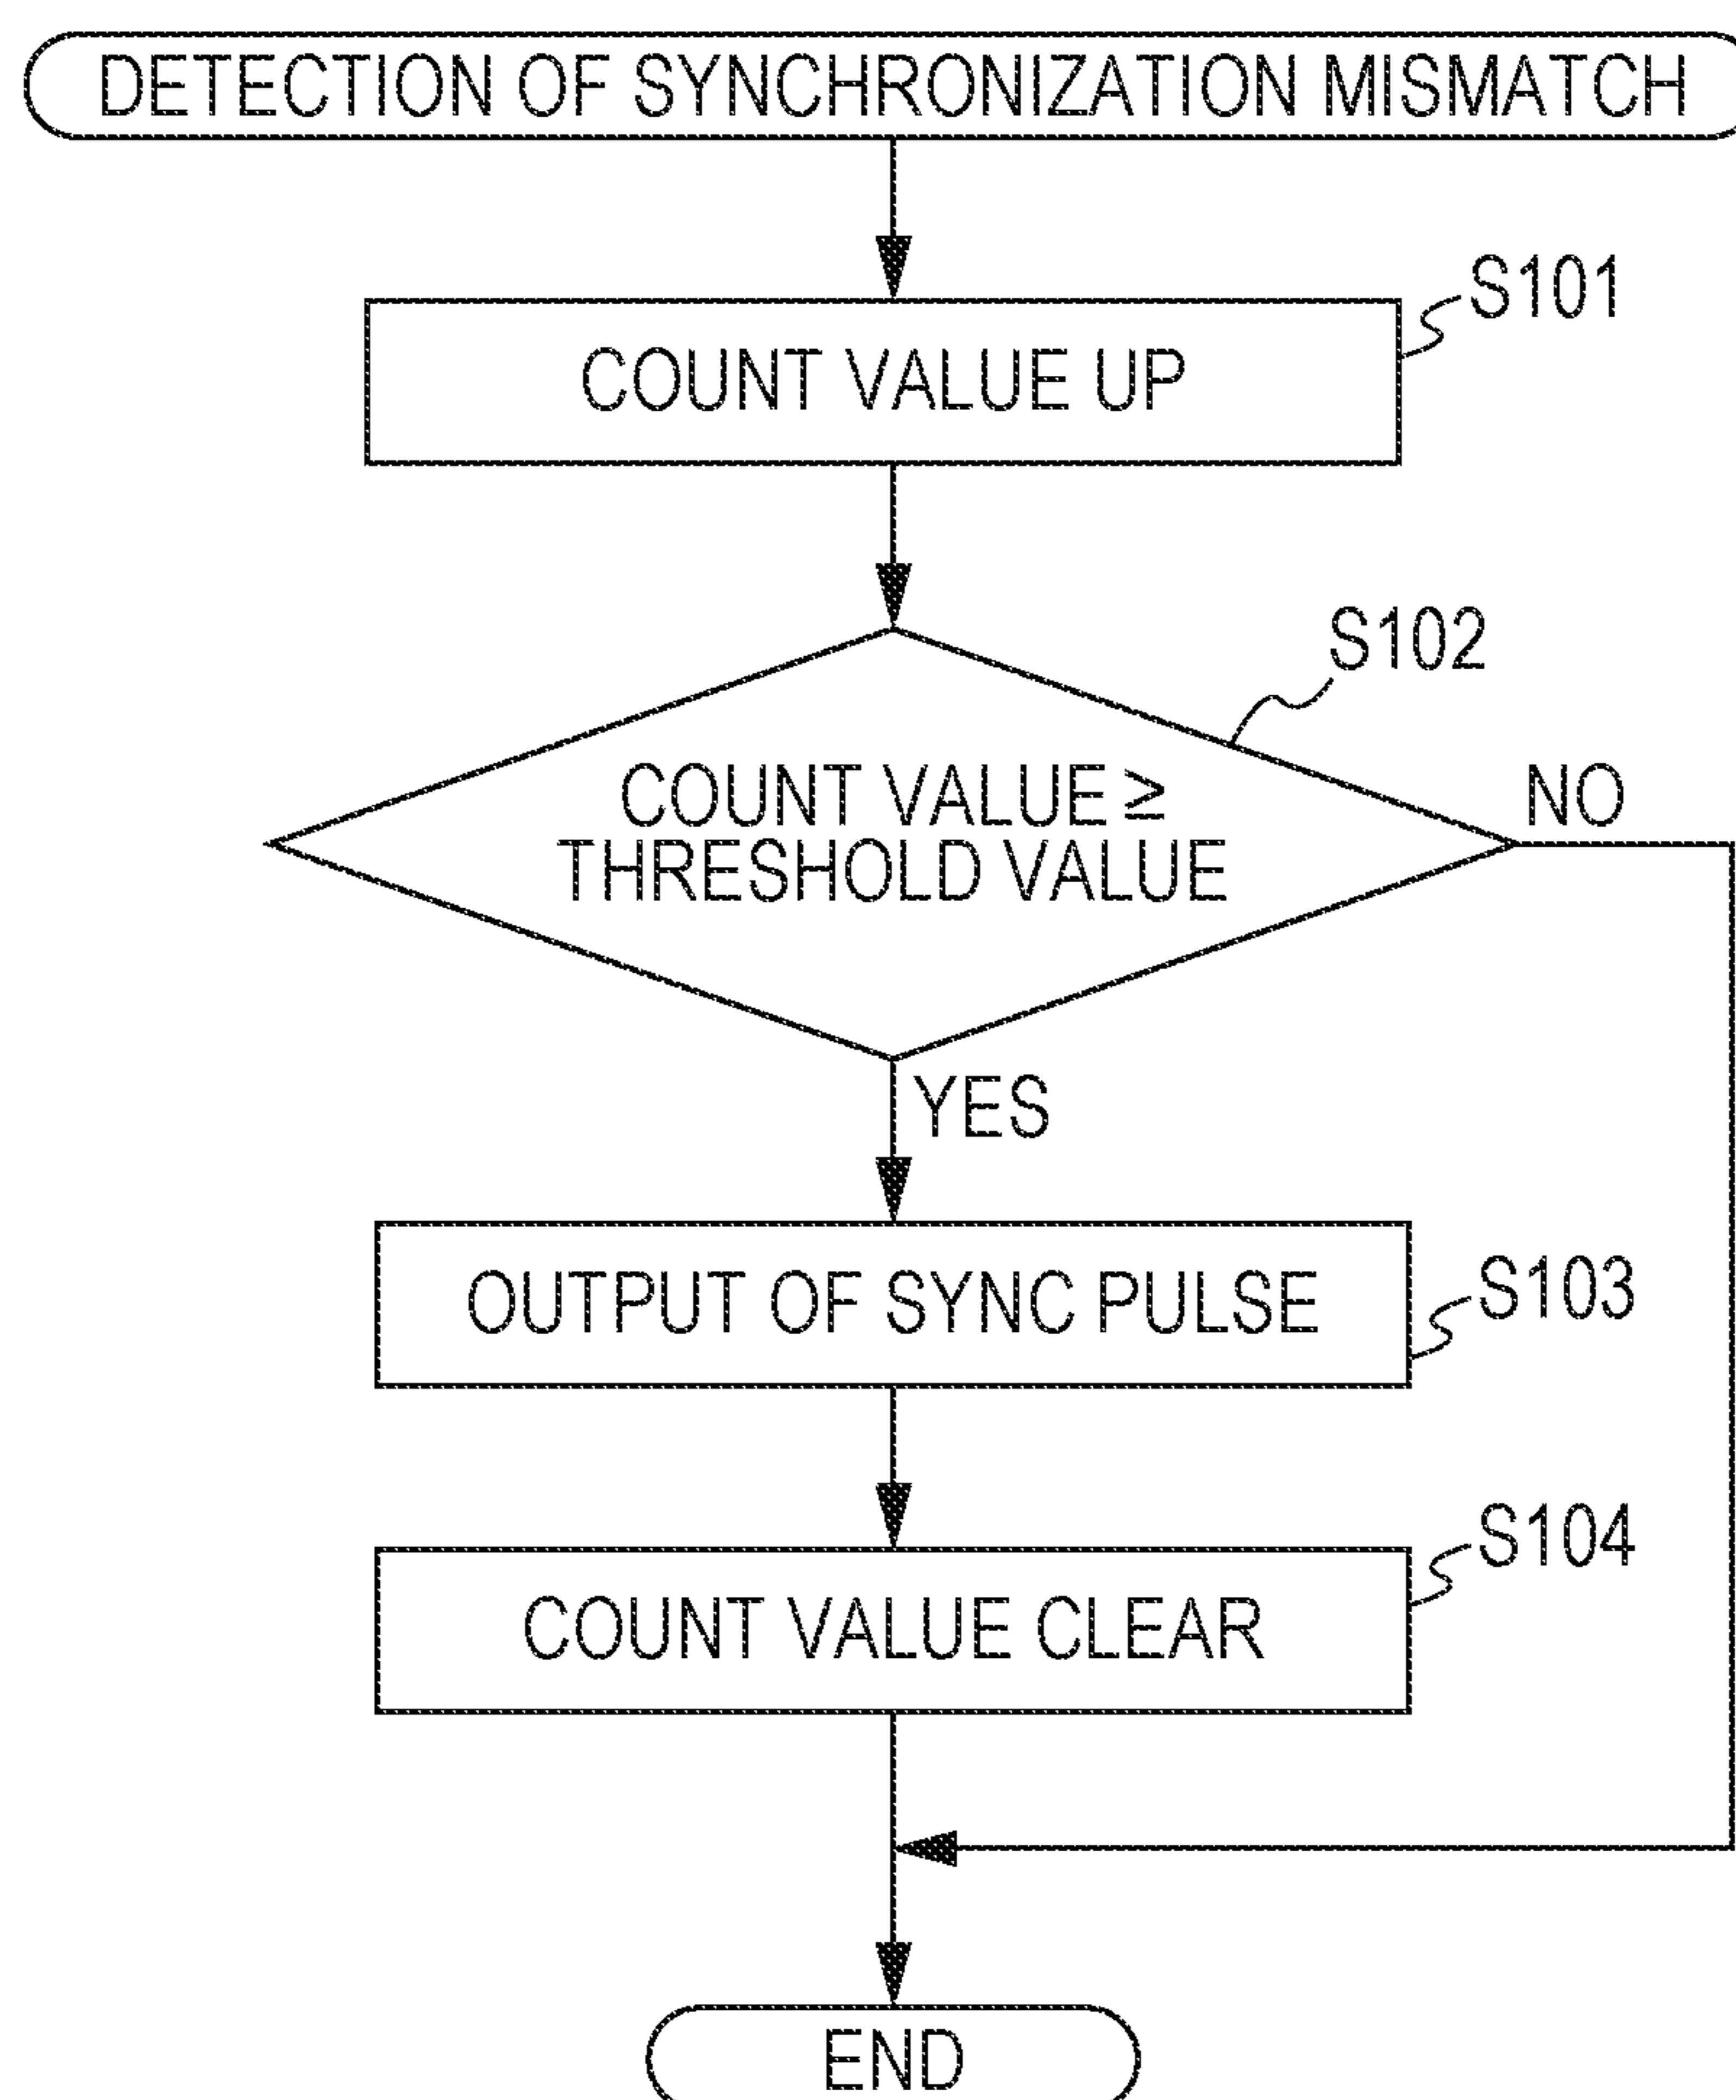 DETECTION OF SYNCHRONIZATION MISMATCH
S101
COUNT VALUE UP
S102
COUNT VALUE ≥
THRESHOLD VALUE
NO
YES
OUTPUT OF SYNC PULSE
S103
COUNT VALUE CLEAR
S104
END